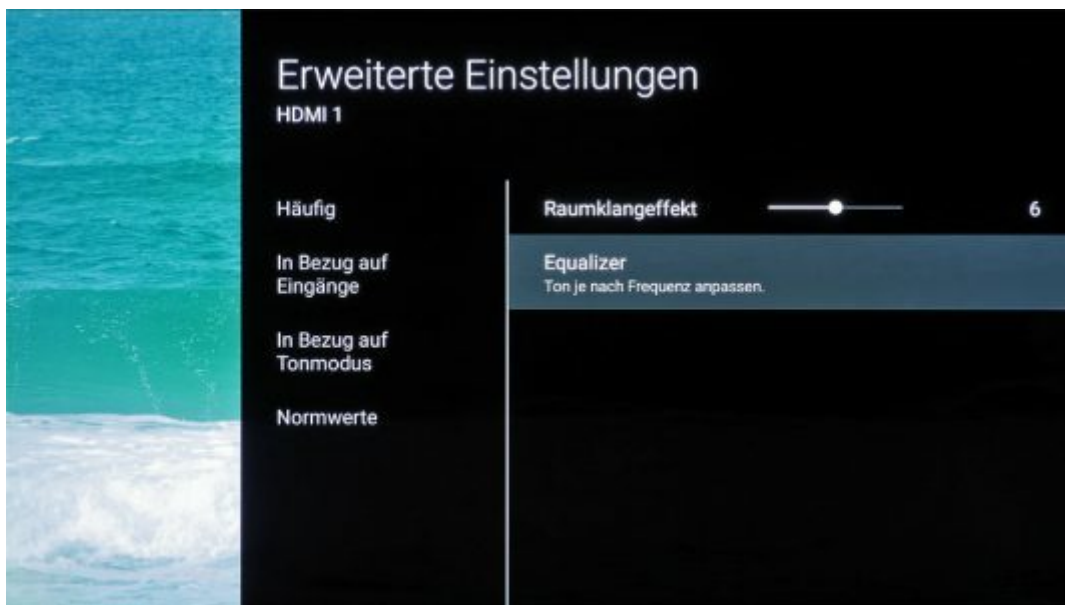 Erweiterte Einstellungen
HDMI 1
Häufig
In Bezug auf
Eingänge
In Bezug auf
Tonmodus
Normwerte
Raumklangeffekt 6
Equalizer
Ton je nach Frequenz anpassen.